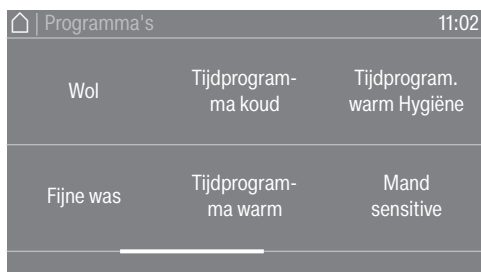 | Programma's 11:02
Wol
Tijdprogram-
ma koud
Tijdprogram.
warm Hygiëne
Fijne was
Tijdprogram-
ma warm
Mand
sensitive